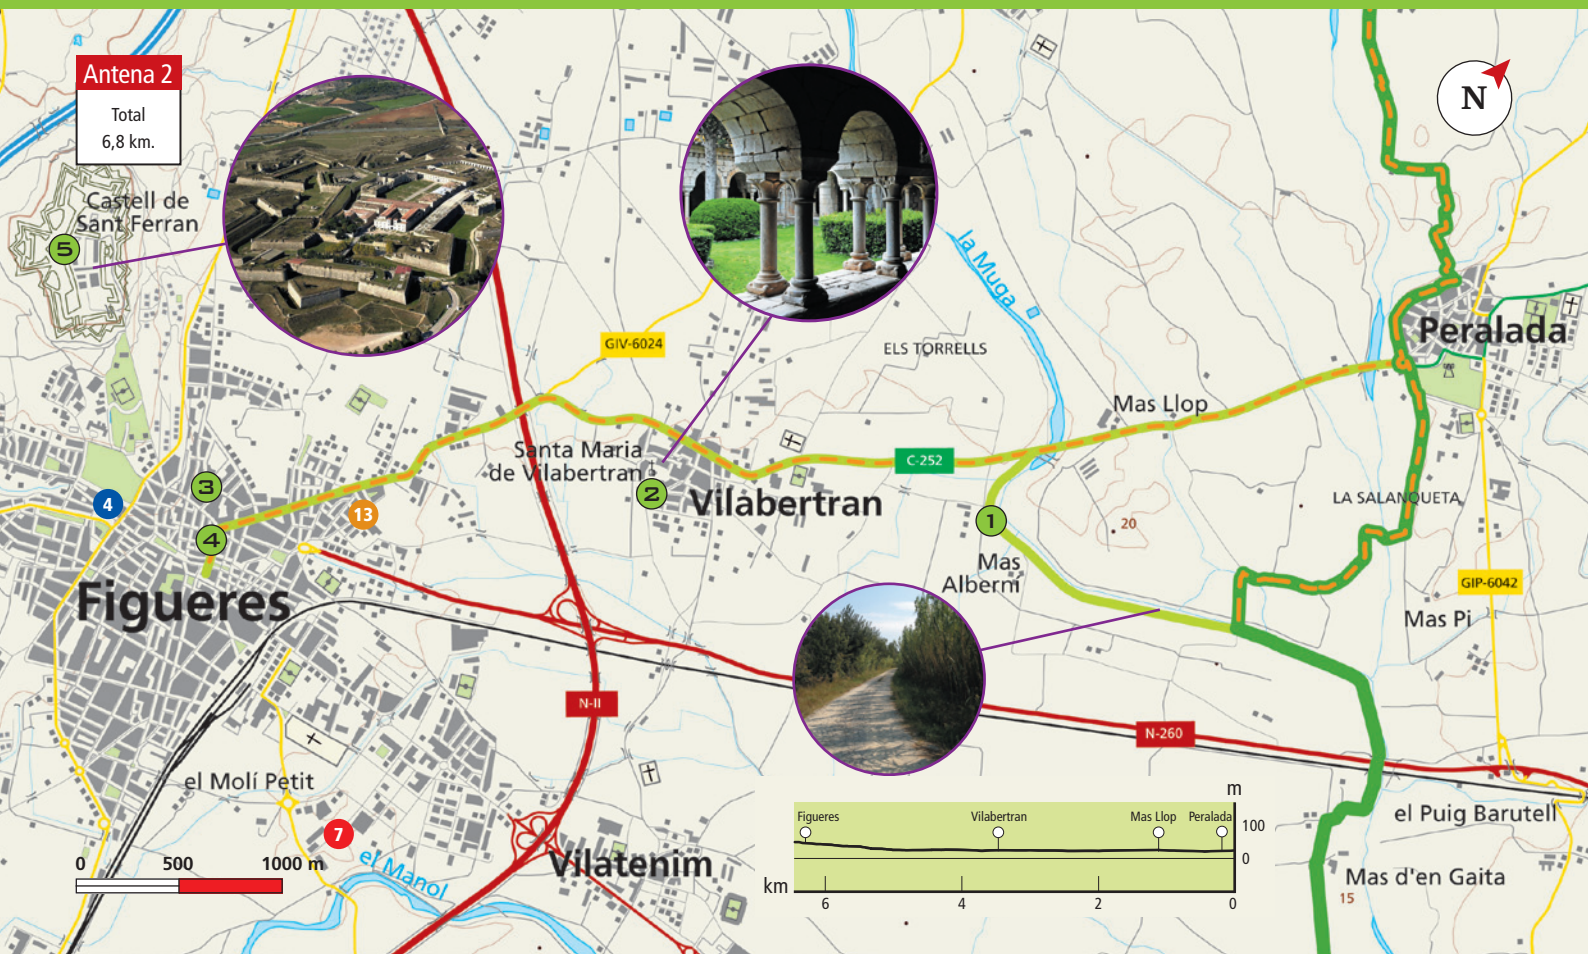 Antena 2
Total
6,8 km.
N
Castell de
Sant Ferran
5
la Muga
GIV-6024
ELS TORRELLS
Peralada
Mas Llop
Santa Maria
de Vilabertran
C-252
3
2
Vilabertran
LA SALANQUETA
4
13
1
20
4
Mas
Alberni
GIP-6042
Figueres
Mas Pi
N-II
N-260
el Molí Petit
m
Figueres
Vilabertran
Mas Llop
Peralada
100
0
km
6
4
2
0
el Puig Barutell
7
0
500
1000 m
el Manol
Vilatenim
Mas d'en Gaita
15